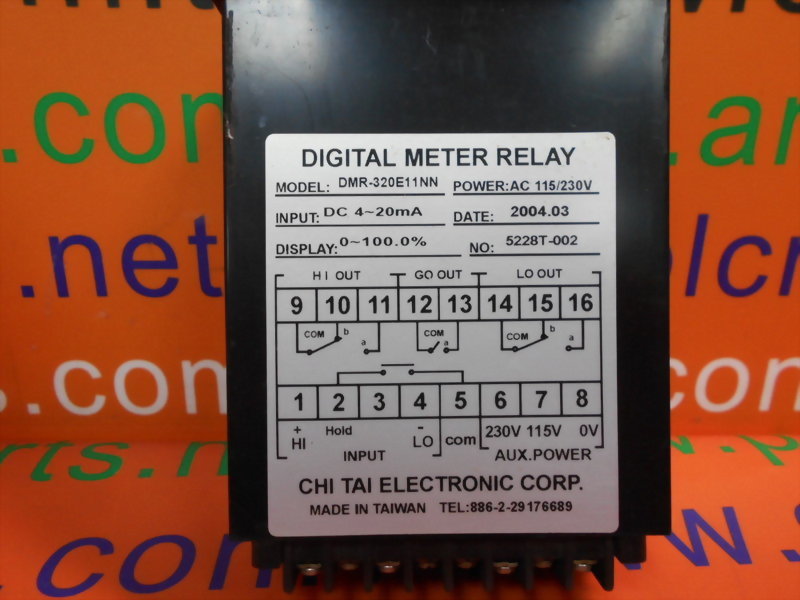 DIGITAL METER RELAY
MODEL: DMR-320E11NN POWER:AC 115/230V
INPUT: DC 4~20mA DATE: 2004.03
DISPLAY: 0~100.0% NO: 5228T-002
HI OUT GO OUT LO OUT
9 10 11 12 13 14 15 16
COM b a COM a COM b a
1 2 3 4 5 6 7 8
+ Hold - 230V 115V 0V
HI LO com
INPUT AUX.POWER
CHI TAI ELECTRONIC CORP.
MADE IN TAIWAN TEL:886-2-29176689
.com
.net
s.com